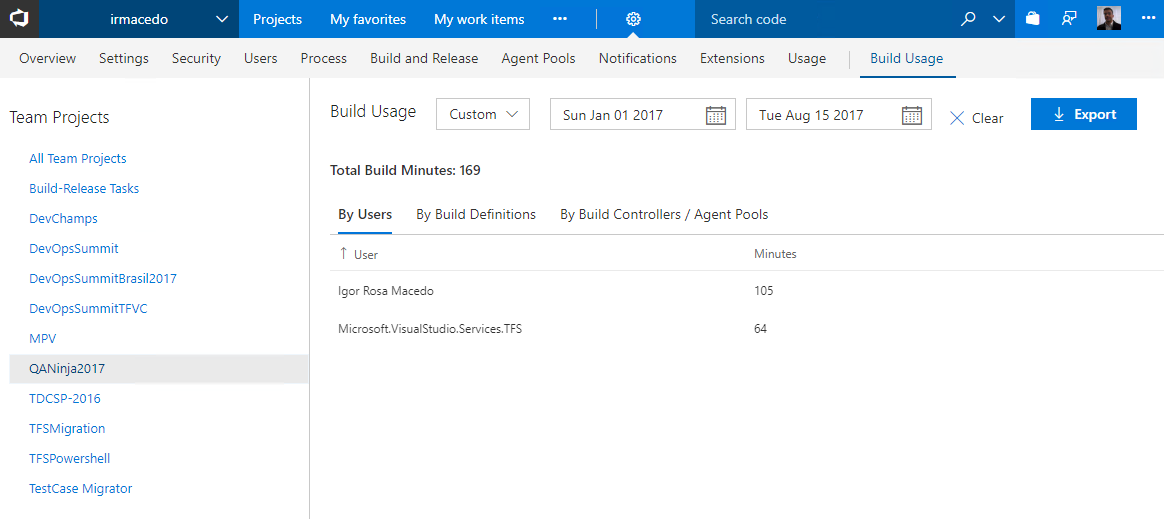 irmacedo Projects My favorites My work items Search code
Overview Settings Security Users Process Build and Release Agent Pools Notifications Extensions Usage Build Usage
Team Projects
All Team Projects
Build-Release Tasks
DevChamps
DevOpsSummit
DevOpsSummitBrasil2017
DevOpsSummitTFVC
MPV
QANinja2017
TDCSP-2016
TFSMigration
TFSPowershell
TestCase Migrator
Build Usage Custom Sun Jan 01 2017 Tue Aug 15 2017 Clear Export
Total Build Minutes: 169
By Users By Build Definitions By Build Controllers / Agent Pools
User Minutes
Igor Rosa Macedo 105
Microsoft.VisualStudio.Services.TFS 64